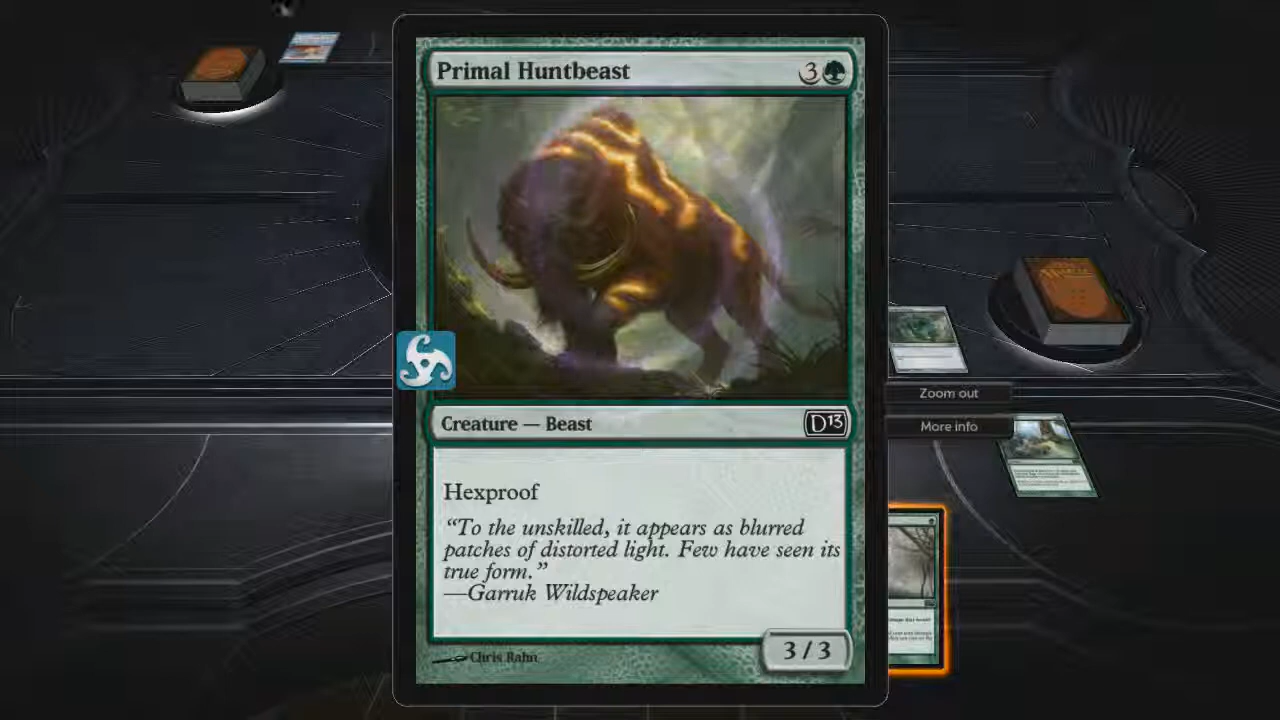 Primal Huntbeast
3
Creature — Beast
D13
Hexproof
“To the unskilled, it appears as blurred
patches of distorted light. Few have seen its
true form.”
—Garruk Wildspeaker
3/3
Chris Rahn
Zoom out
More info